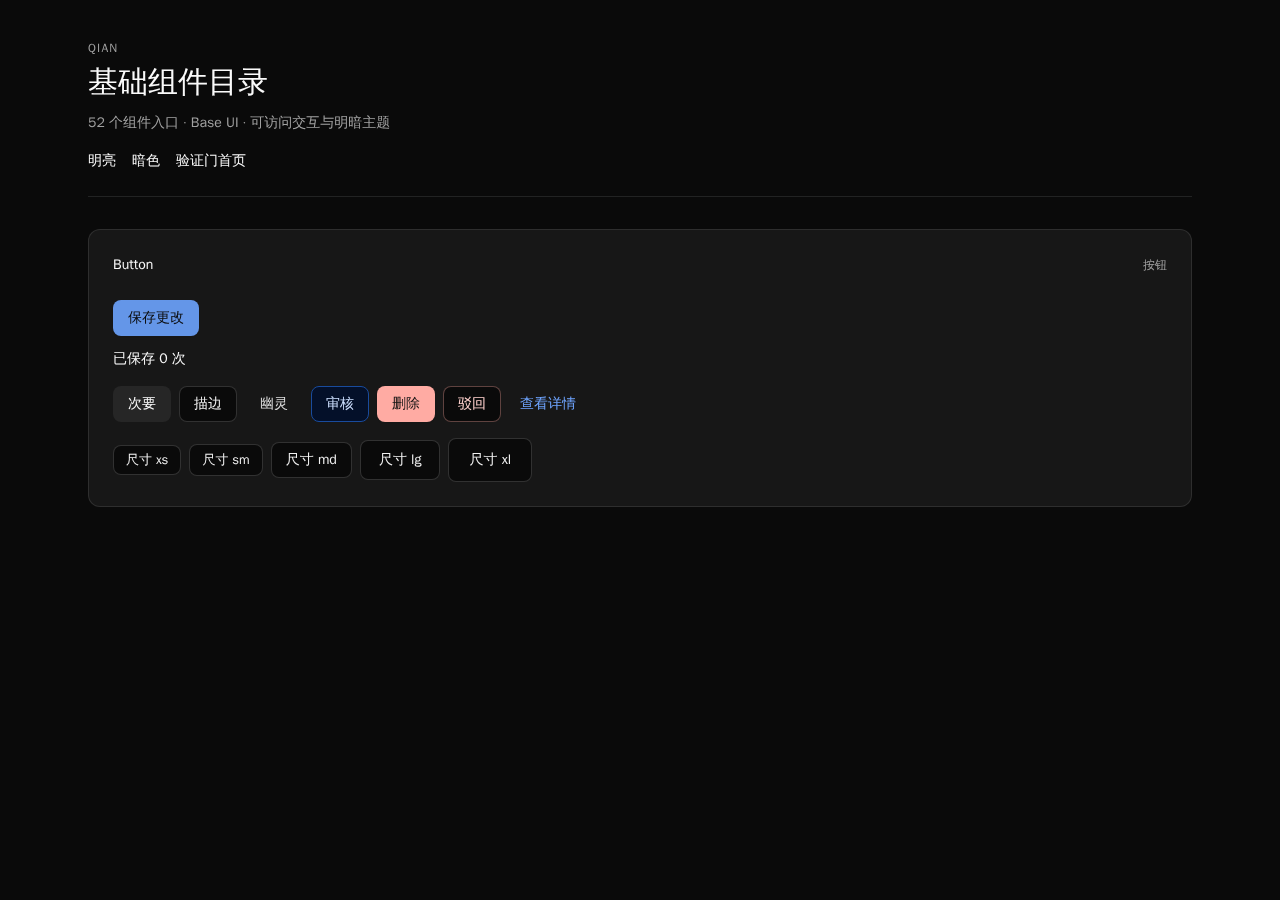 QIAN
基础组件目录
52 个组件入口 · Base UI · 可访问交互与明暗主题
明亮 暗色 验证门首页
Button 按钮
保存更改
已保存 0 次
次要 描边 幽灵 审核 删除 驳回 查看详情
尺寸 xs 尺寸 sm 尺寸 md 尺寸 lg 尺寸 xl